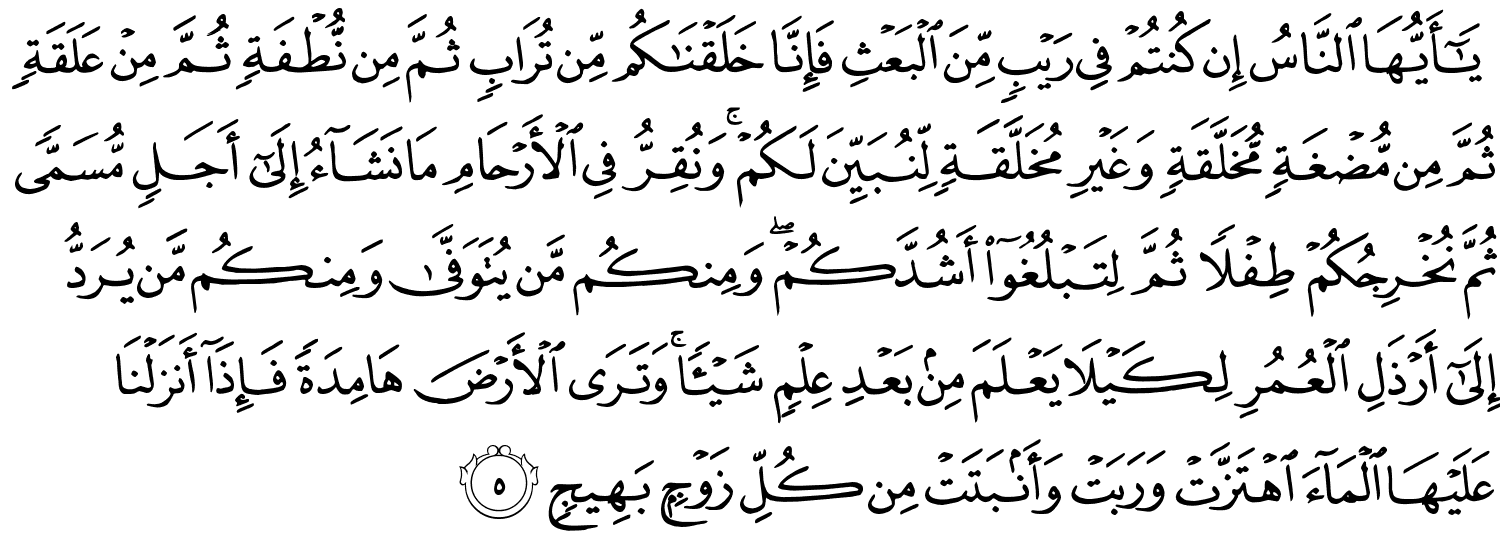 يَـٰٓأَيُّهَا ٱلنَّاسُ إِن كُنتُمْ فِى رَيْبٍ مِّنَ ٱلْبَعْثِ فَإِنَّا خَلَقْنَـٰكُم مِّن تُرَابٍ ثُمَّ مِن نُّطْفَةٍ ثُمَّ مِنْ عَلَقَةٍ
ثُمَّ مِن مُّضْغَةٍ مُّخَلَّقَةٍ وَغَيْرِ مُخَلَّقَةٍ لِّنُبَيِّنَ لَكُمْ ۚ وَنُقِرُّ فِى ٱلْأَرْحَامِ مَا نَشَآءُ إِلَىٰٓ أَجَلٍ مُّسَمًّى
ثُمَّ نُخْرِجُكُمْ طِفْلًا ثُمَّ لِتَبْلُغُوٓا۟ أَشُدَّكُمْ ۖ وَمِنكُم مَّن يُتَوَفَّىٰ وَمِنكُم مَّن يُرَدُّ
إِلَىٰٓ أَرْذَلِ ٱلْعُمُرِ لِكَيْلَا يَعْلَمَ مِنۢ بَعْدِ عِلْمٍ شَيْـًٔا ۚ وَتَرَى ٱلْأَرْضَ هَامِدَةً فَإِذَآ أَنزَلْنَا
عَلَيْهَا ٱلْمَآءَ ٱهْتَزَّتْ وَرَبَتْ وَأَنۢبَتَتْ مِن كُلِّ زَوْجٍۭ بَهِيجٍ ٥